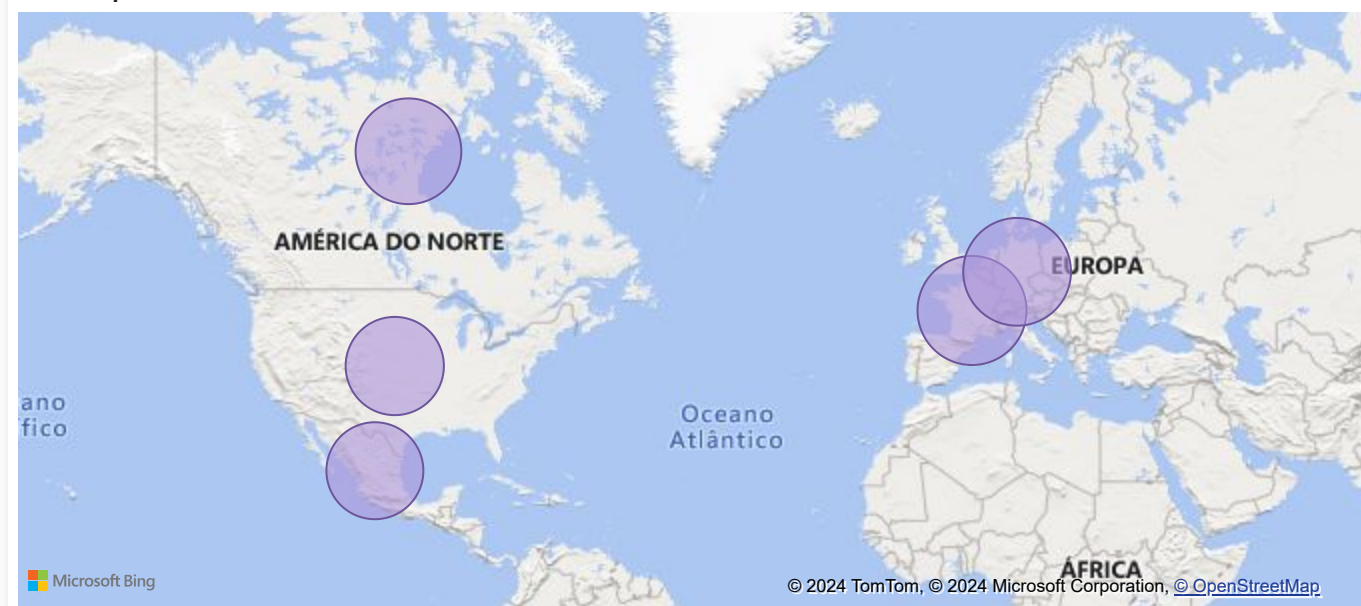 AMÉRICA DO NORTE
EUROPA
ano
fico
Oceano
Atlântico
ÁFRICA
Microsoft Bing
© 2024 TomTom, © 2024 Microsoft Corporation, © OpenStreetMap